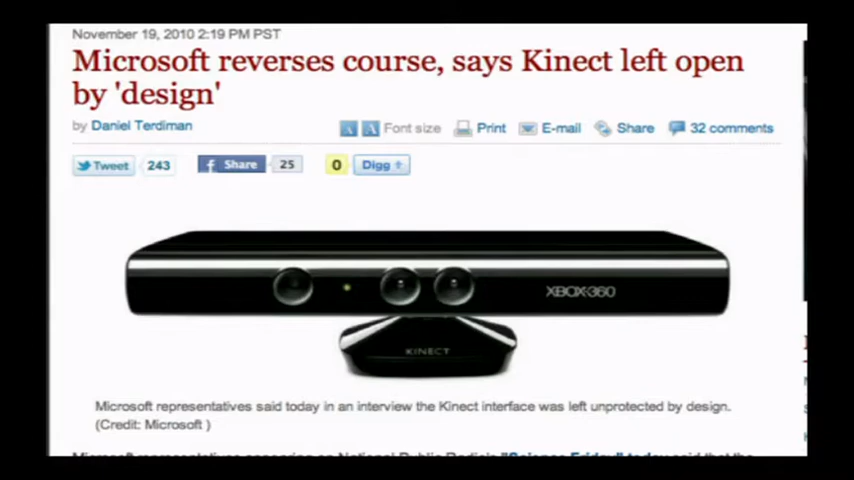 November 19, 2010 2:19 PM PST
Microsoft reverses course, says Kinect left open
by 'design'
by Daniel Terdiman
A A Font size Print E-mail Share 32 comments
Tweet 243 f Share 25 0 Digg
XBOX360
KINECT
Microsoft representatives said today in an interview the Kinect interface was left unprotected by design.
(Credit: Microsoft )